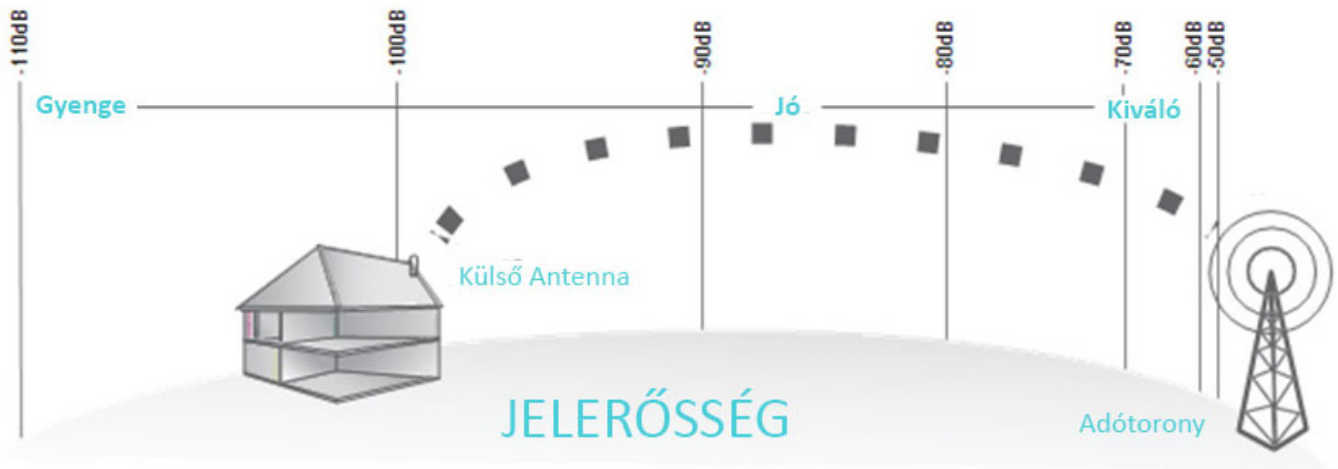 -110dB -100dB -90dB -80dB -70dB -60dB -50dB
Gyenge Jó Kiváló
Külső Antenna
JELERŐSSÉG
Adótorony